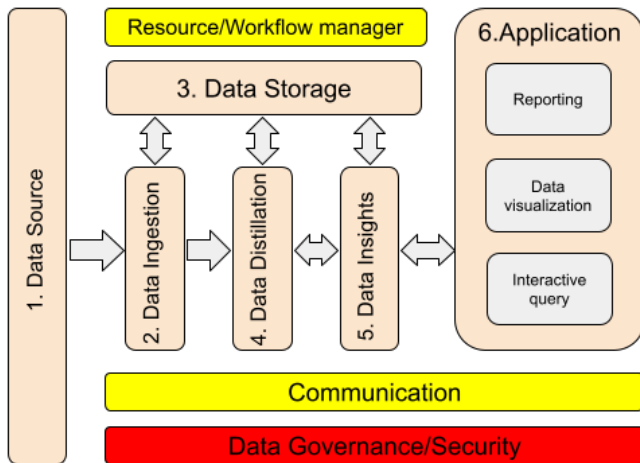 1. Data Source
Resource/Workflow manager
3. Data Storage
2. Data Ingestion
4. Data Distillation
5. Data Insights
6.Application
Reporting
Data
visualization
Interactive
query
Communication
Data Governance/Security